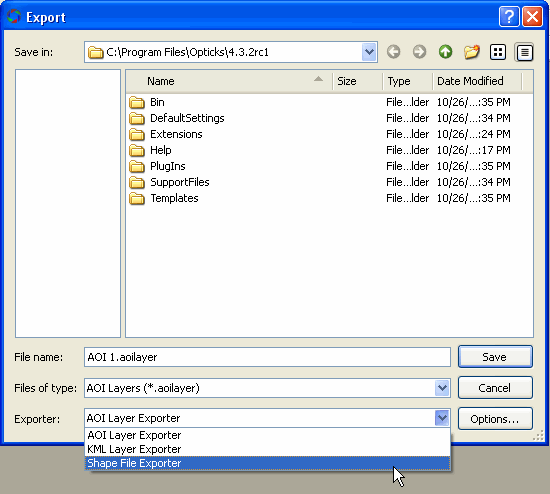 Export
Save in: C:\Program Files\Opticks\4.3.2rc1
Name Size Type Date Modified
Bin File...lder 10/26/...:35 PM
DefaultSettings File...lder 10/26/...:34 PM
Extensions File...lder 10/26/...:24 PM
Help File...lder 10/26/...:17 PM
PlugIns File...lder 10/26/...:35 PM
SupportFiles File...lder 10/26/...:34 PM
Templates File...lder 10/26/...:35 PM
File name: AOI 1.aoilayer Save
Files of type: AOI Layers (*.aoilayer) Cancel
Exporter: AOI Layer Exporter Options...
AOI Layer Exporter
KML Layer Exporter
Shape File Exporter